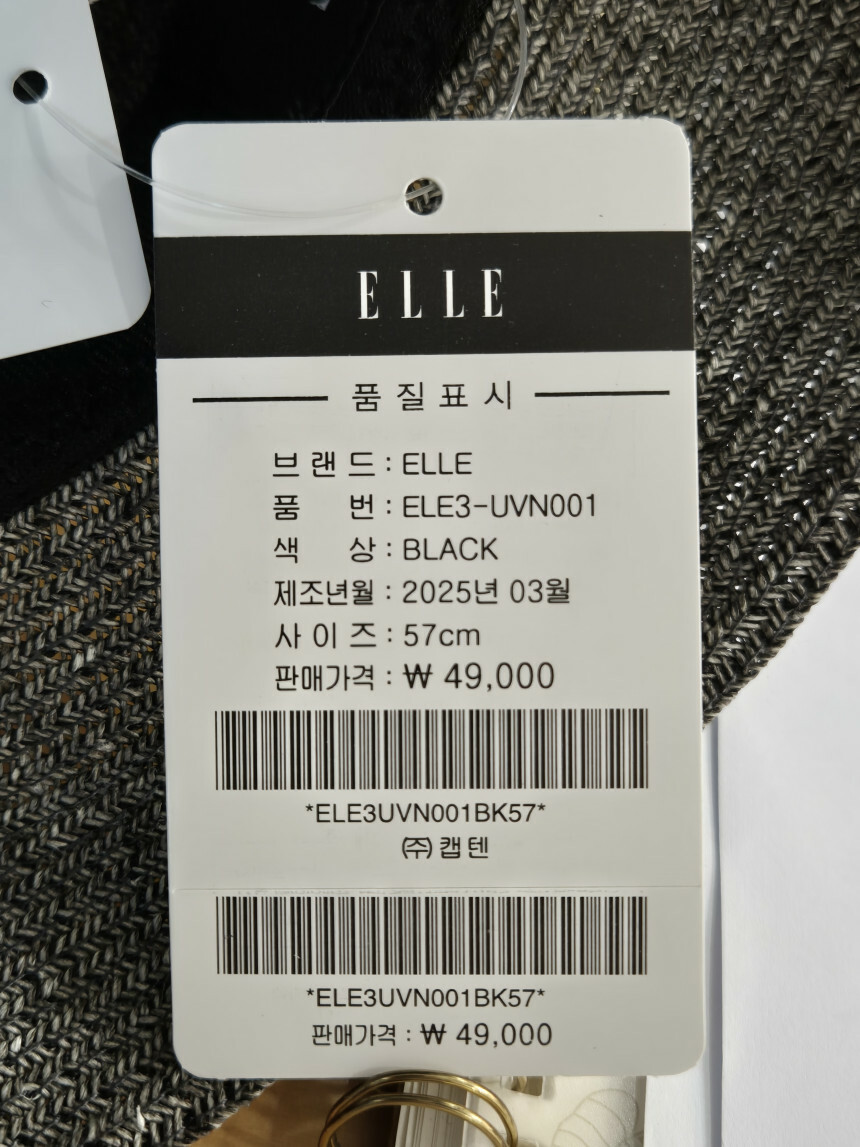 ELLE
품질표시
브랜드 : ELLE
품 번 : ELE3-UVN001
색 상 : BLACK
제조년월 : 2025년 03월
사이즈 : 57cm
판매가격 : ₩ 49,000
*ELE3UVN001BK57*
㈜캡텐
*ELE3UVN001BK57*
판매가격 : ₩ 49,000